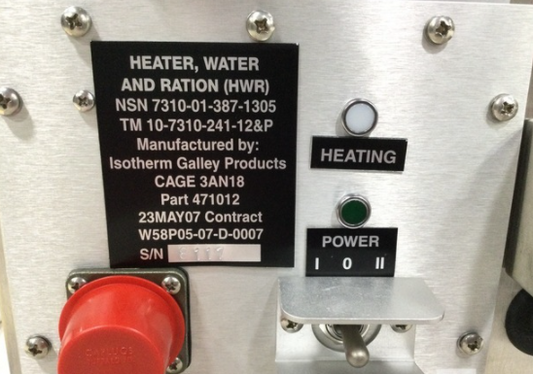 HEATER, WATER
AND RATION (HWR)
NSN 7310-01-387-1305
TM 10-7310-241-12&P
Manufactured by:
Isotherm Galley Products
CAGE 3AN18
Part 471012
23MAY07 Contract
W58P05-07-D-0007
S/N
HEATING
POWER
I O II